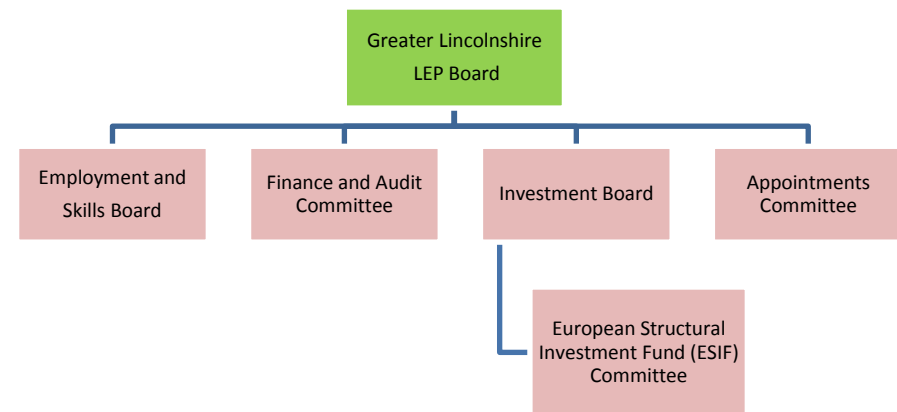 Greater Lincolnshire
LEP Board
Employment and
Skills Board
Finance and Audit
Committee
Investment Board
Appointments
Committee
European Structural
Investment Fund (ESIF)
Committee